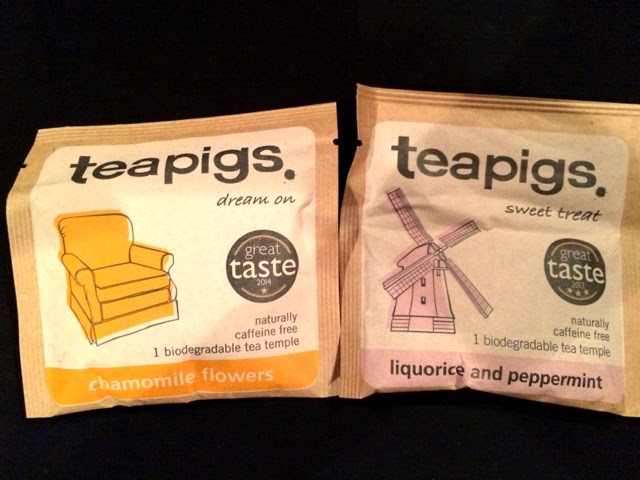 teapigs.
dream on
great
taste
2014
naturally
caffeine free
1 biodegradable tea temple
chamomile flowers
teapigs.
sweet treat
great
taste
naturally
caffeine free
1 biodegradable tea temple
liquorice and peppermint